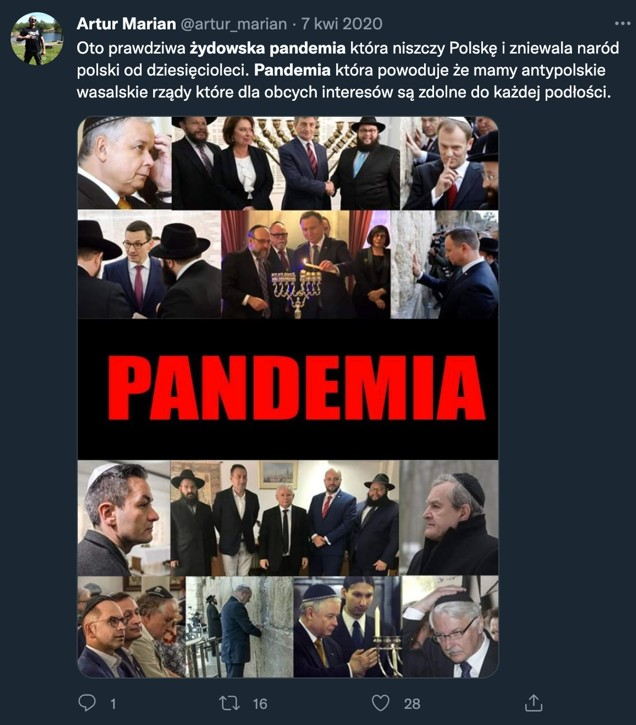 Artur Marian @artur_marian · 7 kwi 2020
Oto prawdziwa żydowska pandemia która niszczy Polskę i zniewala naród
polski od dziesięcioleci. Pandemia która powoduje że mamy antypolskie
wasalskie rządy które dla obcych interesów są zdolne do każdej podłości.
PANDEMIA
1 16 28